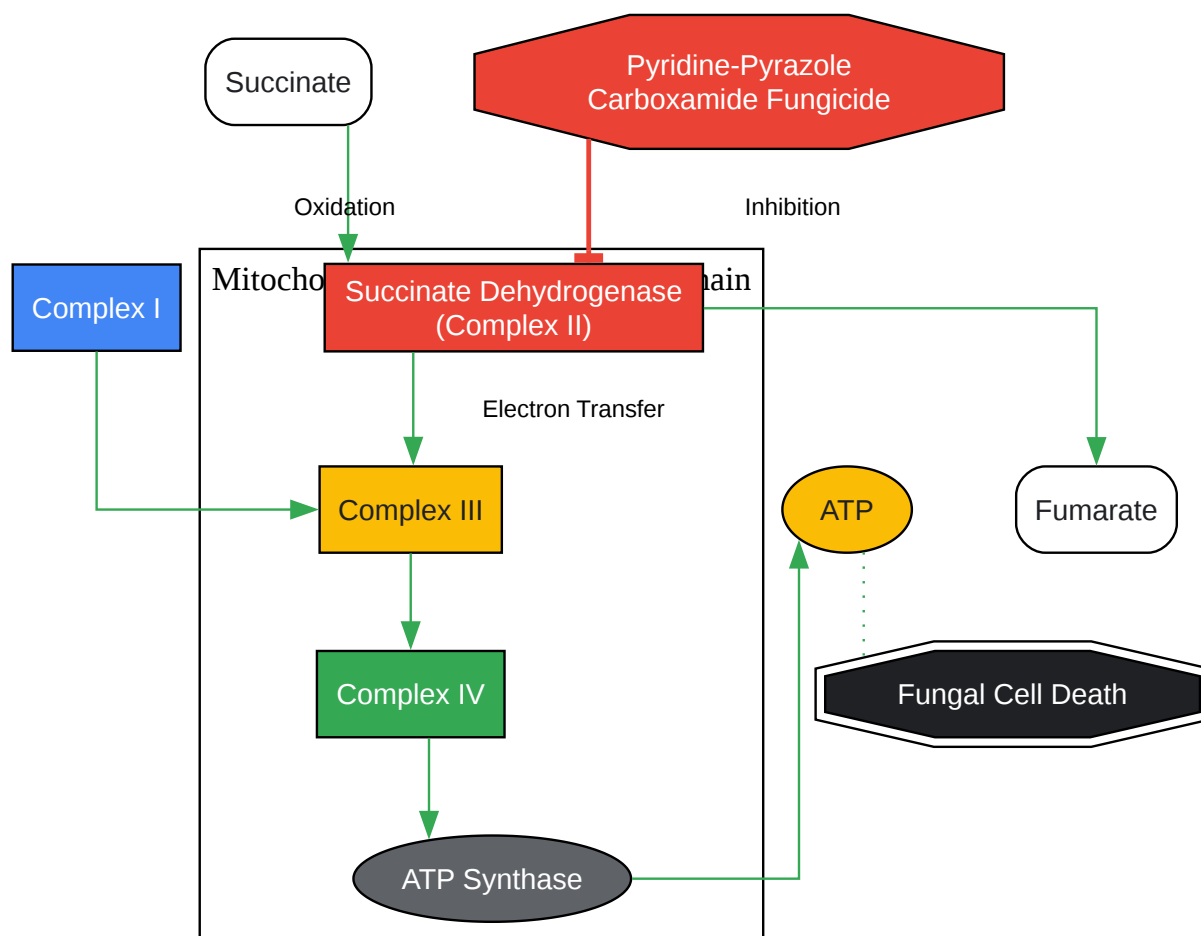 Succinate
Pyridine-Pyrazole
Carboxamide Fungicide
Oxidation
Inhibition
Complex I
Succinate Dehydrogenase
(Complex II)
Electron Transfer
Complex III
ATP
Fumarate
Complex IV
Fungal Cell Death
ATP Synthase